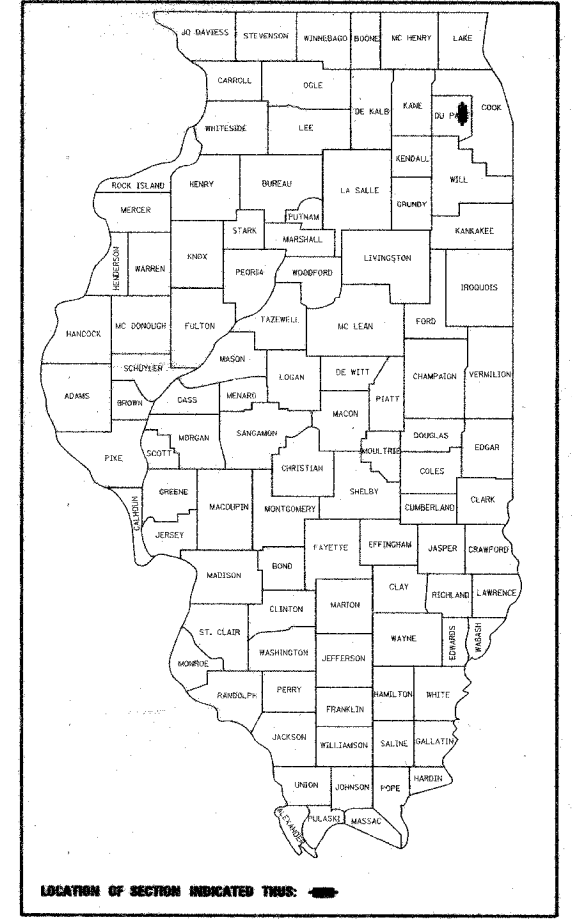 JO DAVIESS STEVENSON WINNEBAGO BOONE MC HENRY LAKE
CARROLL OGLE DE KALB KANE COOK
DU PA
WHITESIDE LEE
KENDALL
WILL
ROCK ISLAND HENRY BUREAU LA SALLE GRUNDY
MERCER PUTNAM
STARK KANKAKEE
MARSHALL
HENDERSON WARREN KNOX LIVINGSTON
PEORIA WOODFORD
IROQUOIS
TAZEWELL FORD
HANCOCK MC DONOUGH FULTON MC LEAN
MASON
SCHUYLER LOGAN DE WITT
CHAMPAIGN VERMILION
ADAMS BROWN CASS MENARD PIATT
MACON
MORGAN SANGAMON DOUGLAS
SCOTT MOULTRIE EDGAR
PIKE CHRISTIAN COLES
GREENE SHELBY
CALHOUN MACOUPIN MONTGOMERY CUMBERLAND CLARK
JERSEY
FAYETTE EFFINGHAM JASPER CRAWFORD
MADISON BOND
CLAY RICHLAND LAWRENCE
CLINTON MARION
ST. CLAIR WAYNE EDWARDS WABASH
WASHINGTON JEFFERSON
MONROE
RANDOLPH PERRY HAMILTON WHITE
FRANKLIN
JACKSON WILLIAMSON SALINE GALLATIN
UNION JOHNSON POPE HARDIN
ALEXANDER PULASKI MASSAC
LOCATION OF SECTION INDICATED THUS: